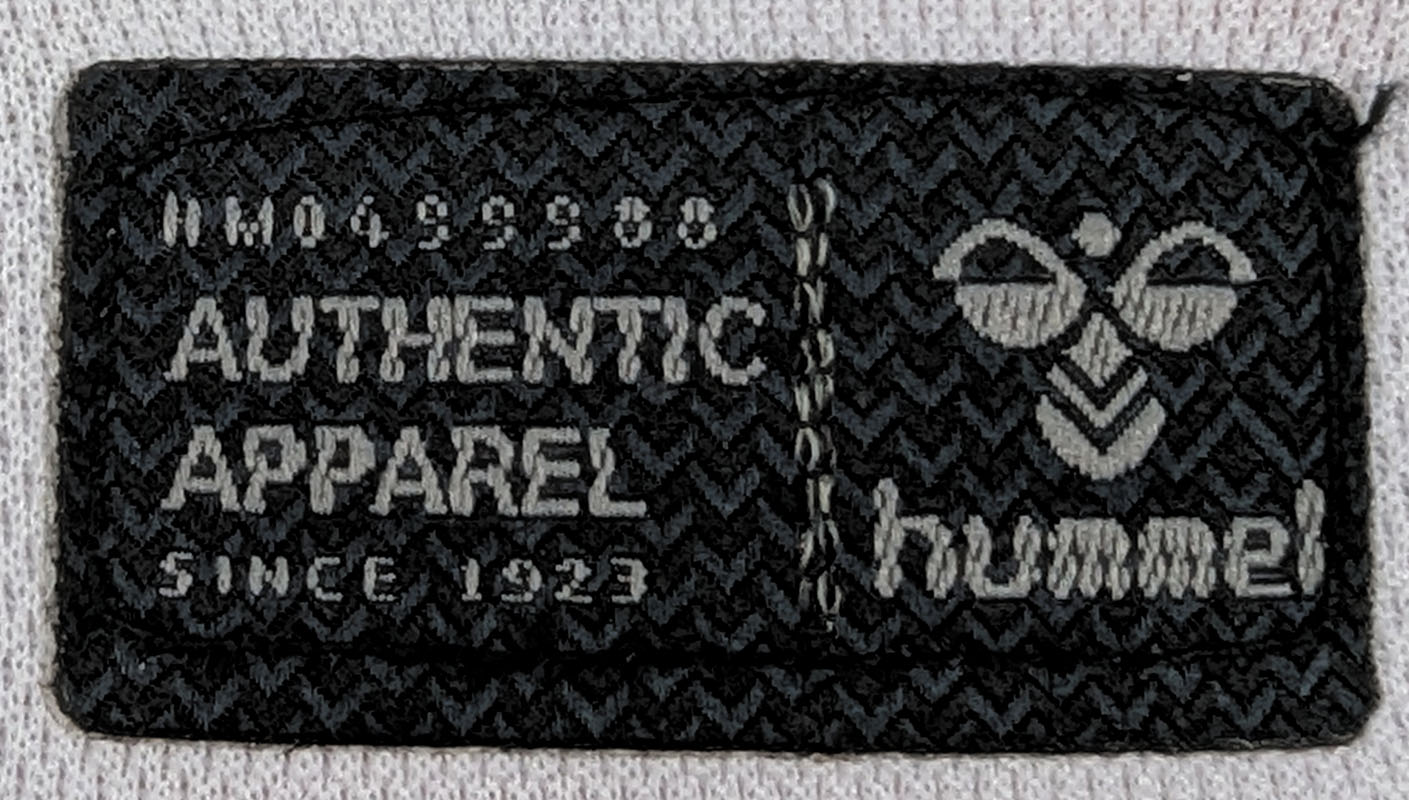 HM0499988
AUTHENTIC
APPAREL
SINCE 1923
hummel